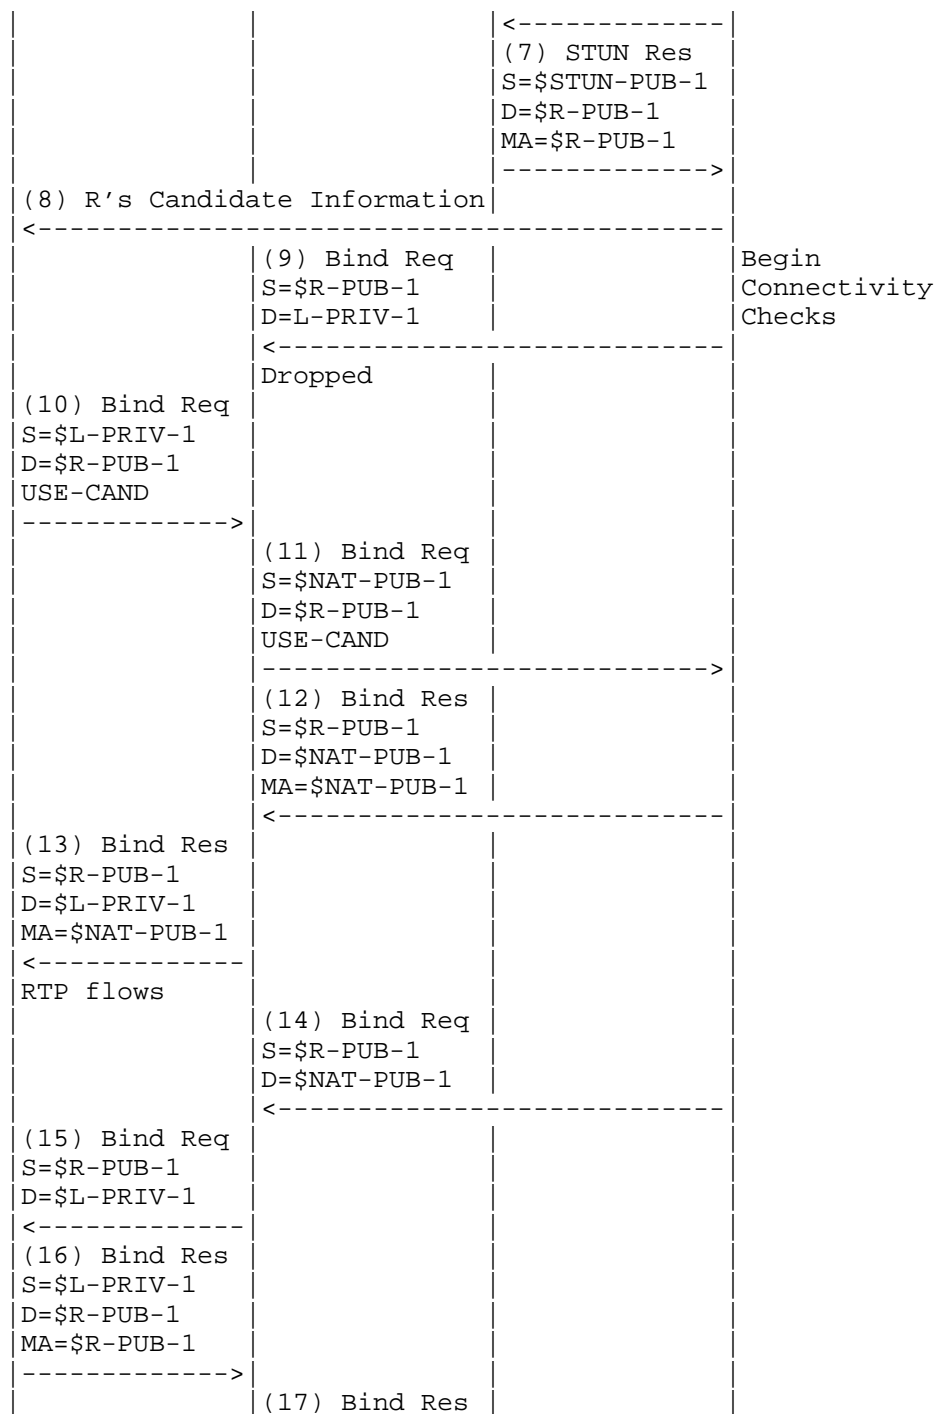 |             |             |<-------------|
|             |             |(7) STUN Res
|             |             |S=$STUN-PUB-1 |
|             |             |D=$R-PUB-1    |
|             |             |MA=$R-PUB-1   |
|             |             |------------->|
|(8) R's Candidate Information|            |
|<-------------------------------------------|
|             |(9) Bind Req |              |Begin
|             |S=$R-PUB-1   |              |Connectivity
|             |D=L-PRIV-1   |              |Checks
|             |<----------------------------|
|             |Dropped      |              |
|(10) Bind Req|             |              |
|S=$L-PRIV-1  |             |              |
|D=$R-PUB-1   |             |              |
|USE-CAND     |             |              |
|------------->|            |              |
|             |(11) Bind Req|              |
|             |S=$NAT-PUB-1 |              |
|             |D=$R-PUB-1   |              |
|             |USE-CAND     |              |
|             |---------------------------->|
|             |(12) Bind Res|              |
|             |S=$R-PUB-1   |              |
|             |D=$NAT-PUB-1 |              |
|             |MA=$NAT-PUB-1|              |
|             |<----------------------------|
|(13) Bind Res|             |              |
|S=$R-PUB-1   |             |              |
|D=$L-PRIV-1  |             |              |
|MA=$NAT-PUB-1|             |              |
|<-------------|            |              |
|RTP flows    |             |              |
|             |(14) Bind Req|              |
|             |S=$R-PUB-1   |              |
|             |D=$NAT-PUB-1 |              |
|             |<----------------------------|
|(15) Bind Req|             |              |
|S=$R-PUB-1   |             |              |
|D=$L-PRIV-1  |             |              |
|<-------------|            |              |
|(16) Bind Res|             |              |
|S=$L-PRIV-1  |             |              |
|D=$R-PUB-1   |             |              |
|MA=$R-PUB-1  |             |              |
|------------->|            |              |
|             |(17) Bind Res|              |